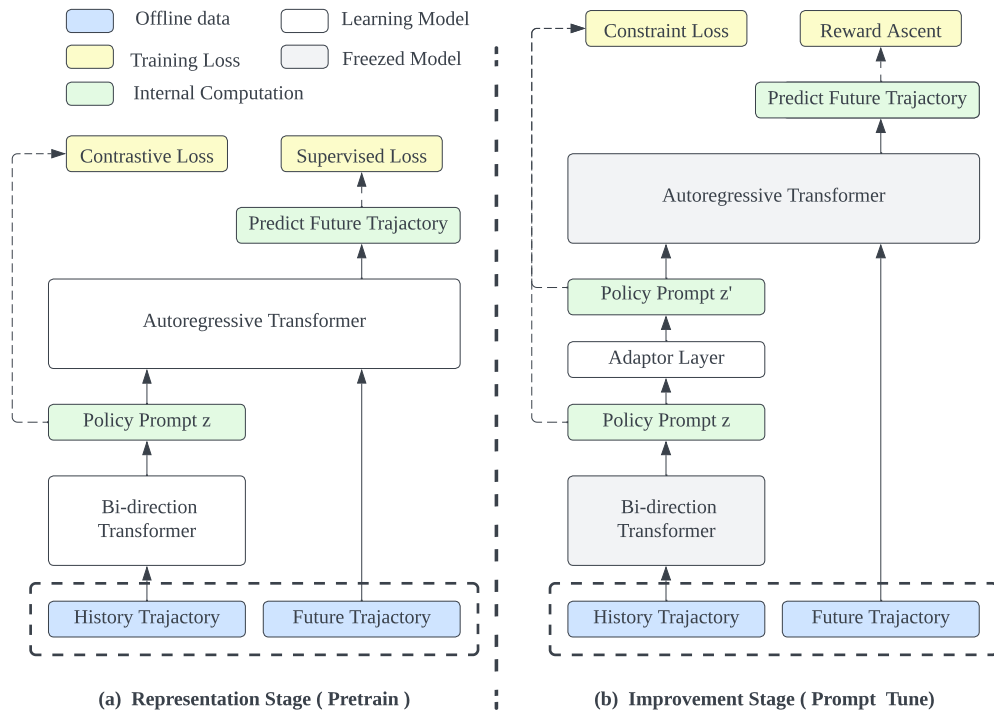 Offline data
Learning Model
Training Loss
Freezed Model
Internal Computation
Contrastive Loss
Supervised Loss
Predict Future Trajactory
Autoregressive Transformer
Policy Prompt z
Bi-direction
Transformer
History Trajectory
Future Trajactory
(a) Representation Stage ( Pretrain )
Constraint Loss
Reward Ascent
Predict Future Trajactory
Autoregressive Transformer
Policy Prompt z'
Adaptor Layer
Policy Prompt z
Bi-direction
Transformer
History Trajectory
Future Trajactory
(b) Improvement Stage ( Prompt Tune)